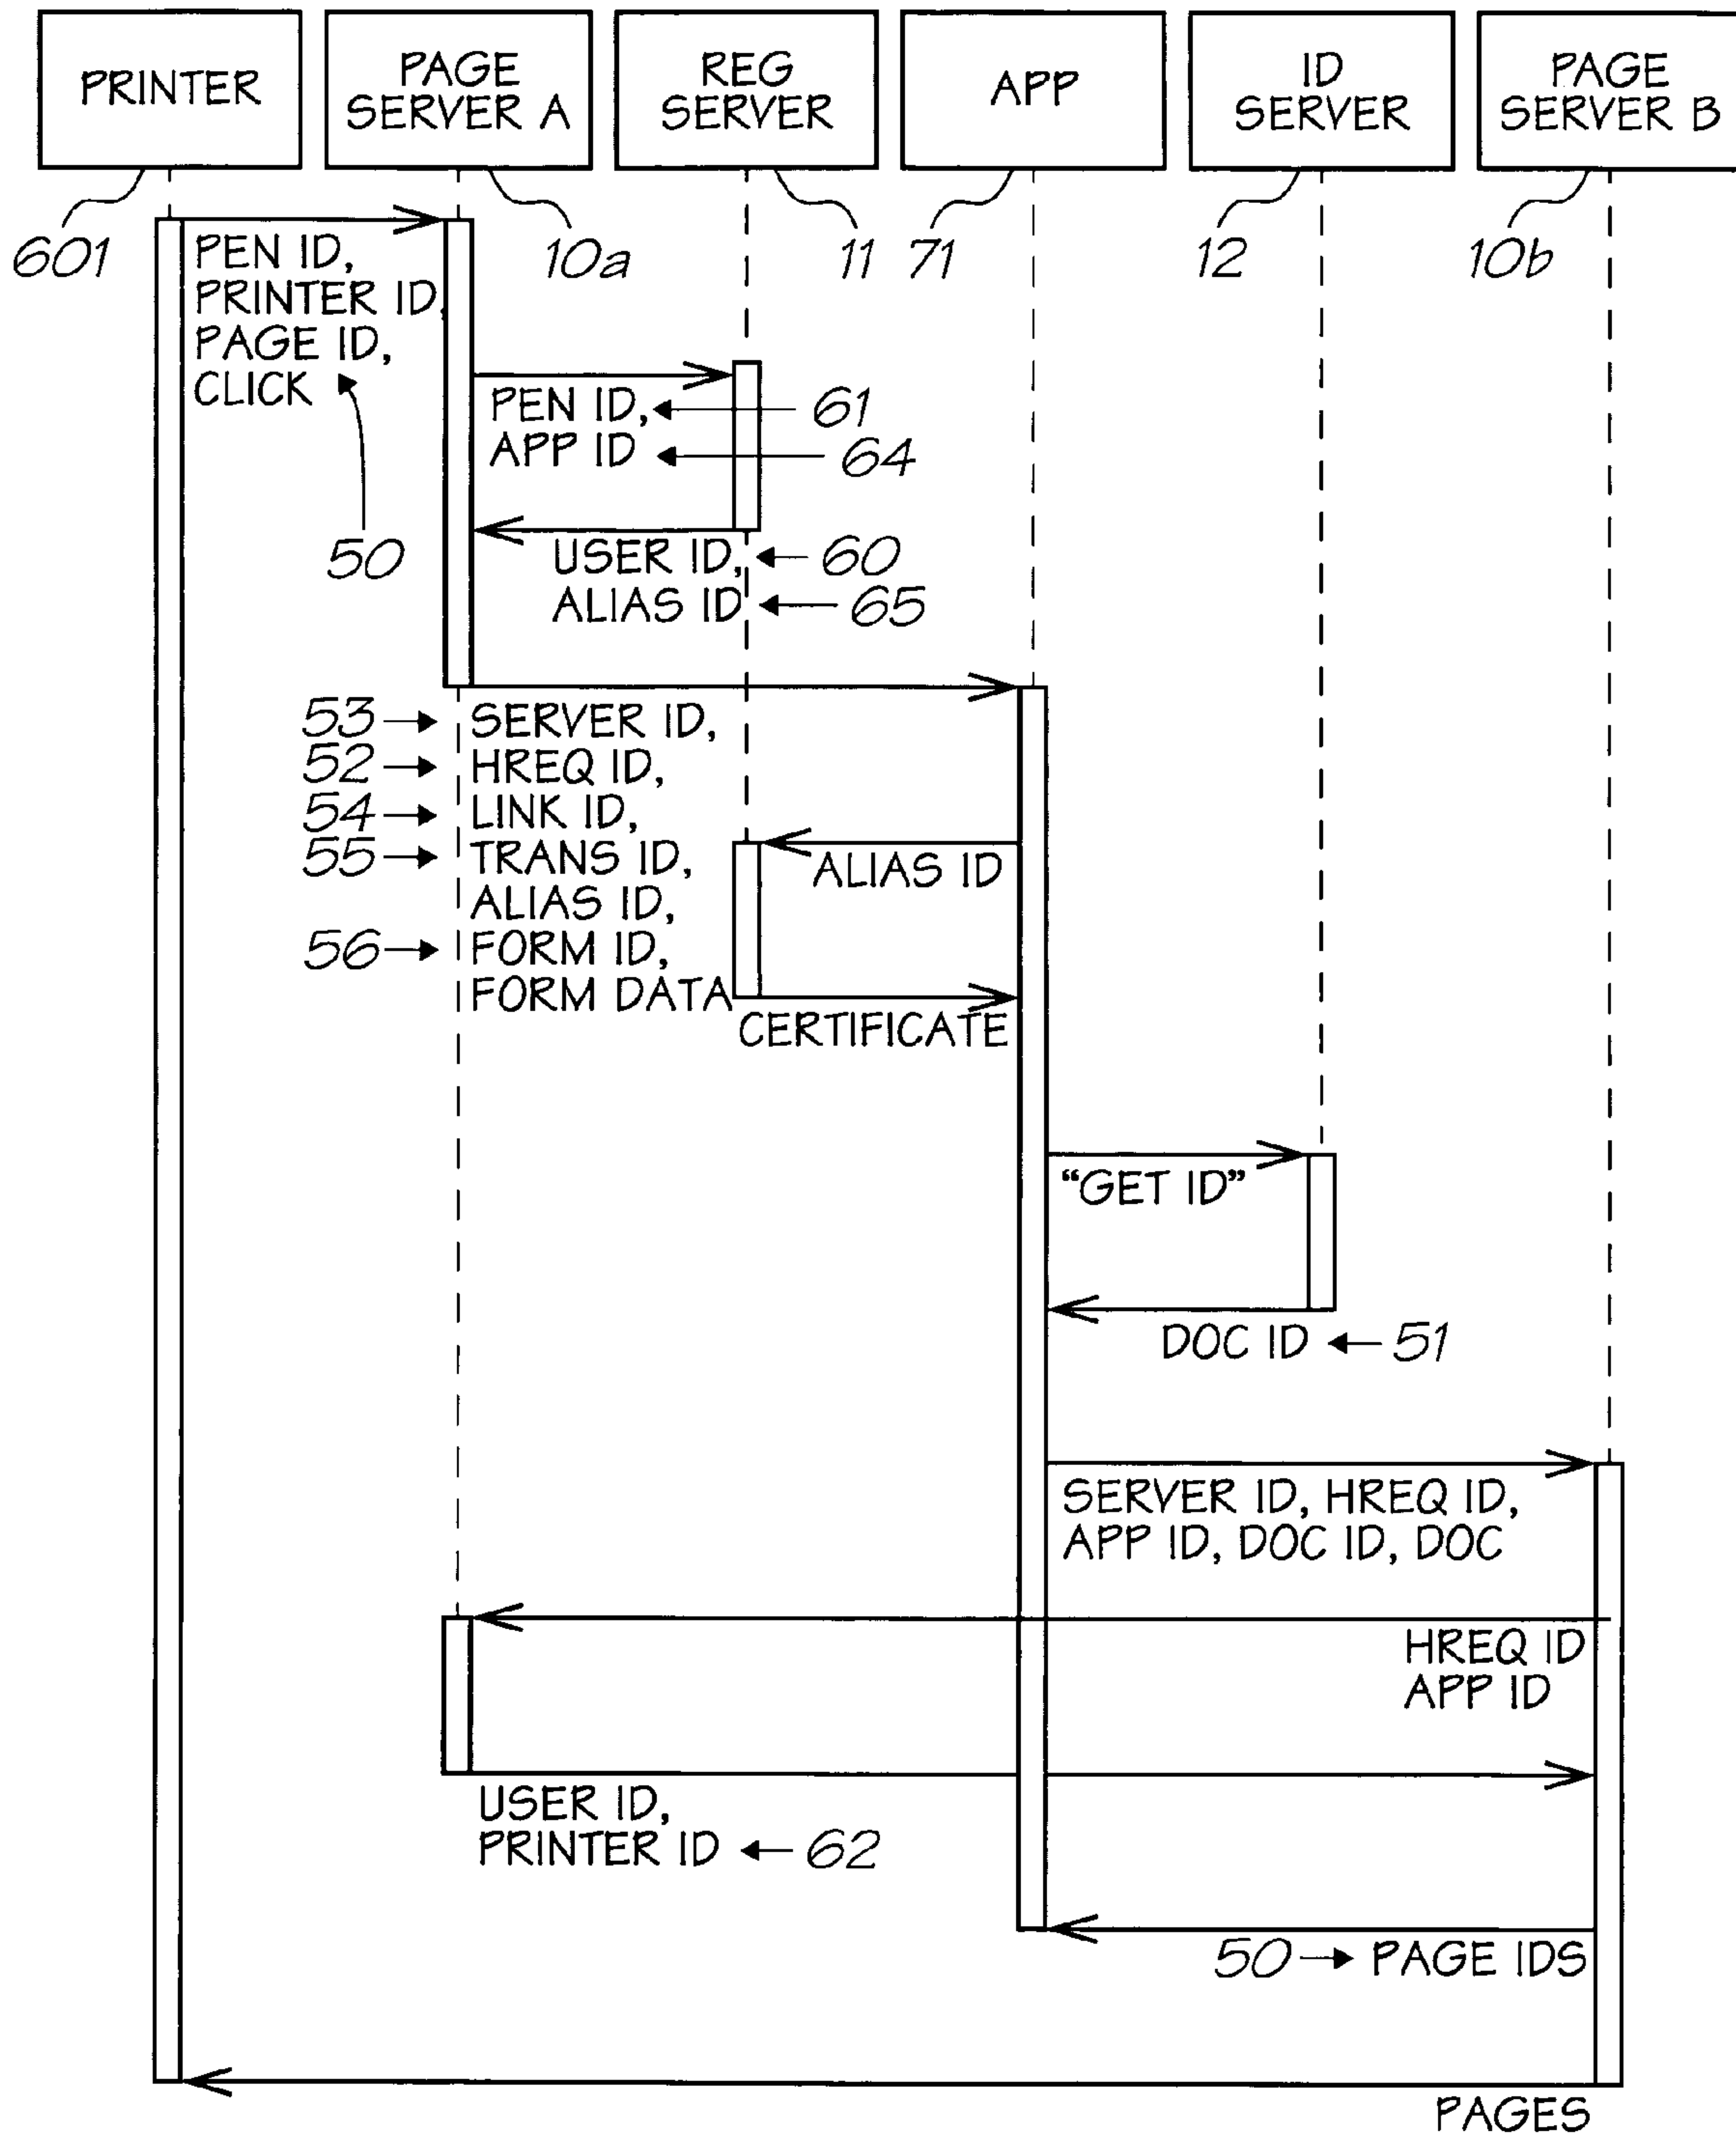 PRINTER
PAGE
SERVER A
REG
SERVER
APP
ID
SERVER
PAGE
SERVER B
601
10a
11
71
12
10b
PEN ID,
PRINTER ID,
PAGE ID,
CLICK
50
PEN ID,
61
APP ID
64
USER ID,
60
ALIAS ID
65
53
SERVER ID,
52
HREQ ID,
54
LINK ID,
55
TRANS ID,
ALIAS ID,
56
FORM ID,
FORM DATA
ALIAS ID
CERTIFICATE
“GET ID”
DOC ID
51
SERVER ID, HREQ ID,
APP ID, DOC ID, DOC
HREQ ID
APP ID
USER ID,
PRINTER ID
62
50
PAGE IDS
PAGES